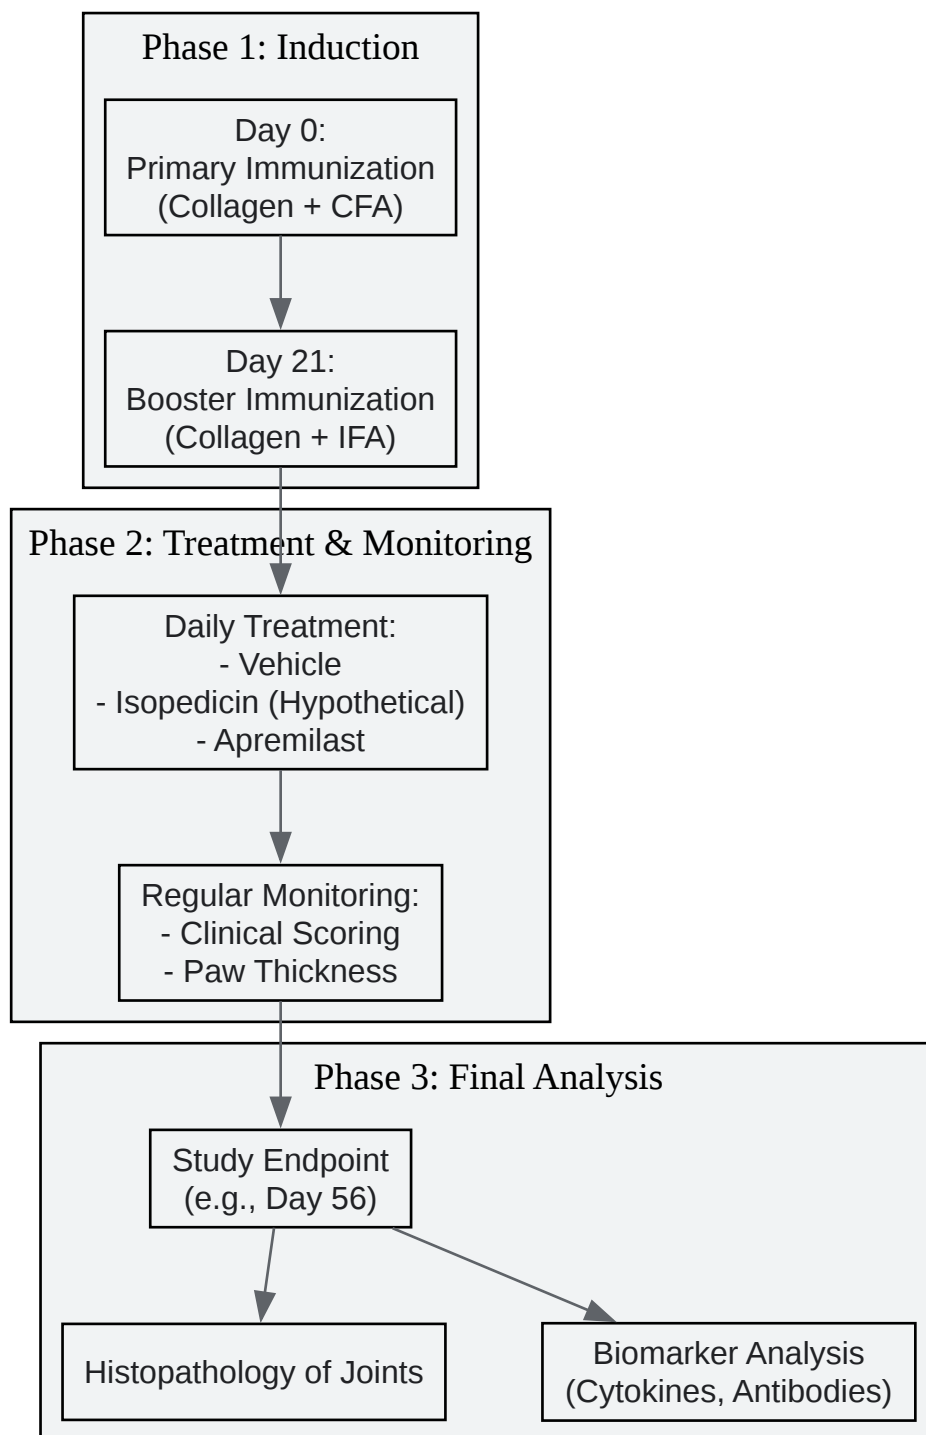 Phase 1: Induction
Day 0:
Primary Immunization
(Collagen + CFA)
Day 21:
Booster Immunization
(Collagen + IFA)
Phase 2: Treatment & Monitoring
Daily Treatment:
- Vehicle
- Isopedicin (Hypothetical)
- Apremilast
Regular Monitoring:
- Clinical Scoring
- Paw Thickness
Phase 3: Final Analysis
Study Endpoint
(e.g., Day 56)
Histopathology of Joints
Biomarker Analysis
(Cytokines, Antibodies)